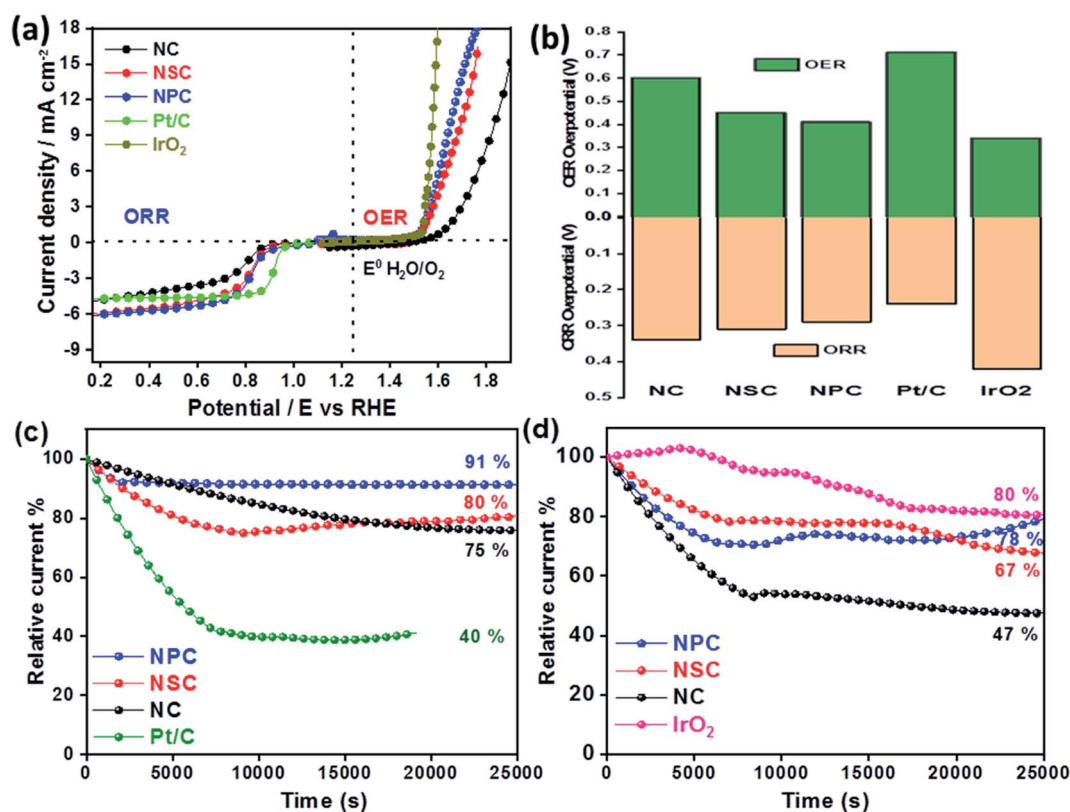 (a)
18
15
12
9
6
3
0
-3
-6
-9
Current density / mA cm⁻²
NC
NSC
NPC
Pt/C
IrO₂
ORR
OER
E⁰ H₂O/O₂
0.2 0.4 0.6 0.8 1.0 1.2 1.4 1.6 1.8
Potential / E vs RHE
(b)
0.8
0.7
0.6
0.5
0.4
0.3
0.2
0.1
0.0
0.1
0.2
0.3
0.4
0.5
OER Overpotential (V)
ORR Overpotential (V)
OER
ORR
NC NSC NPC Pt/C IrO2
(c)
100
80
60
40
20
0
Relative current %
91 %
80 %
75 %
40 %
NPC
NSC
NC
Pt/C
0 5000 10000 15000 20000 25000
Time (s)
(d)
100
80
60
40
20
0
Relative current %
80 %
78 %
67 %
47 %
NPC
NSC
NC
IrO₂
0 5000 10000 15000 20000 25000
Time (s)